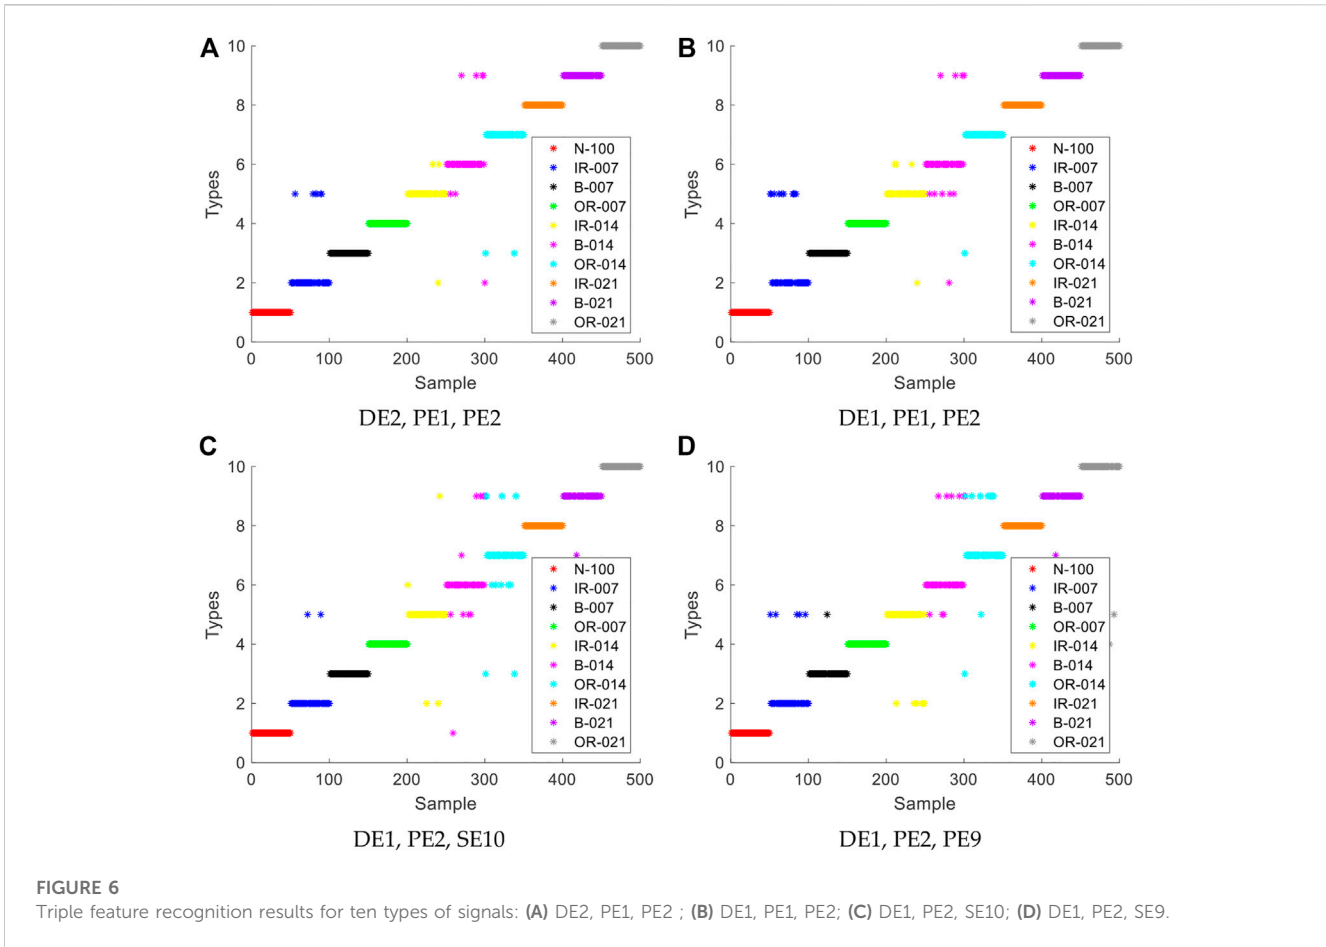 A
10
8
6
4
2
0
Types
0 100 200 300 400 500
Sample
N-100
IR-007
B-007
OR-007
IR-014
B-014
OR-014
IR-021
B-021
OR-021
DE2, PE1, PE2
B
10
8
6
4
2
0
Types
0 100 200 300 400 500
Sample
N-100
IR-007
B-007
OR-007
IR-014
B-014
OR-014
IR-021
B-021
OR-021
DE1, PE1, PE2
C
10
8
6
4
2
0
Types
0 100 200 300 400 500
Sample
N-100
IR-007
B-007
OR-007
IR-014
B-014
OR-014
IR-021
B-021
OR-021
DE1, PE2, SE10
D
10
8
6
4
2
0
Types
0 100 200 300 400 500
Sample
N-100
IR-007
B-007
OR-007
IR-014
B-014
OR-014
IR-021
B-021
OR-021
DE1, PE2, PE9
FIGURE 6
Triple feature recognition results for ten types of signals: (A) DE2, PE1, PE2 ; (B) DE1, PE1, PE2; (C) DE1, PE2, SE10; (D) DE1, PE2, SE9.